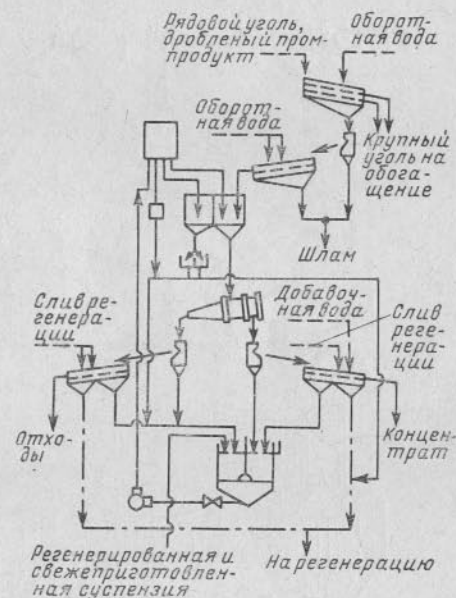 Рядовой уголь,
дробленый пром-
продукт
Оборот-
ная вода
Оборот-
ная вода
Крупный
уголь на
обога-
щение
Шлам
Слив ре-
генера-
ции
Добавоч-
ная вода
Слив
регене-
рации
Отхо-
ды
Концен-
трат
Регенерированная и
свежеприготовлен-
ная суспензия
На регенерацию